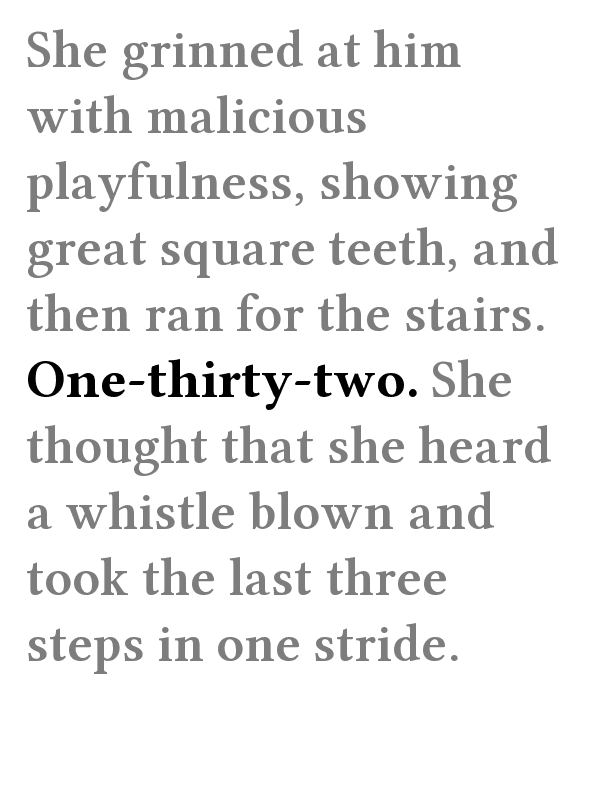 She grinned at him
with malicious
playfulness, showing
great square teeth, and
then ran for the stairs.
One-thirty-two. She
thought that she heard
a whistle blown and
took the last three
steps in one stride.